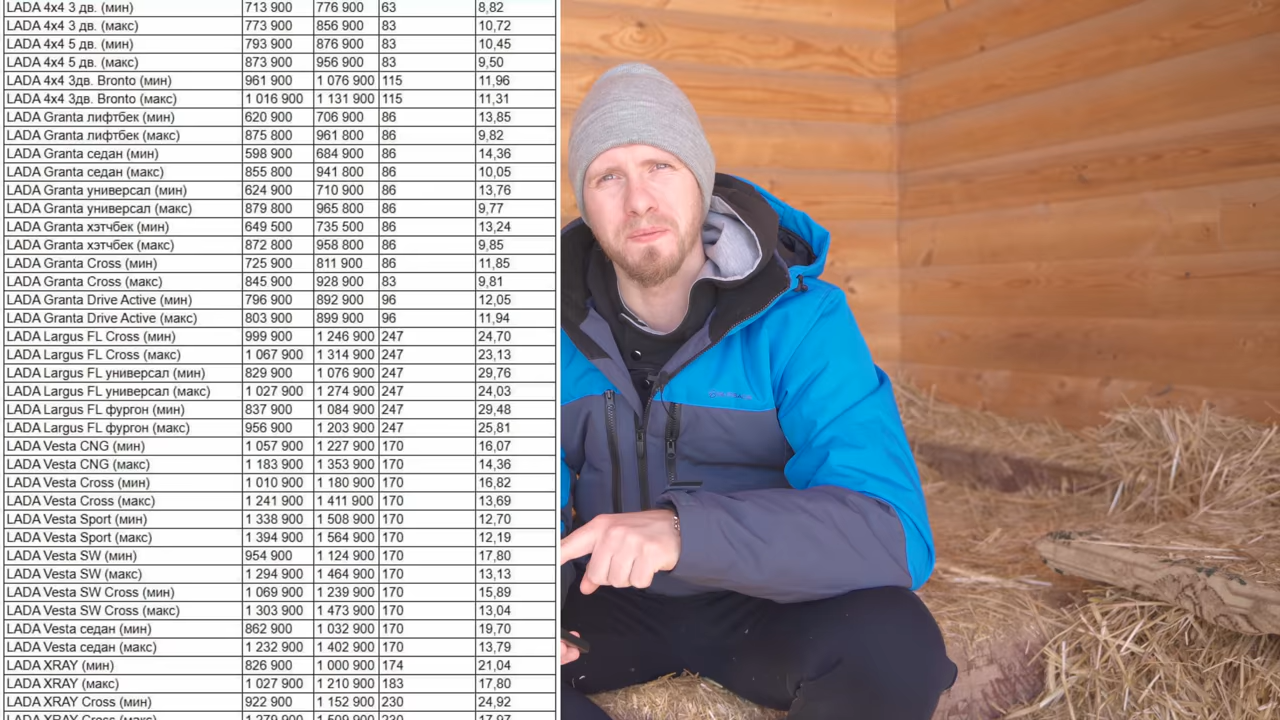 LADA 4x4 3 дв. (мин) 713 900 776 900 63 8,82
LADA 4x4 3 дв. (макс) 773 900 856 900 83 10,72
LADA 4x4 5 дв. (мин) 793 900 876 900 83 10,45
LADA 4x4 5 дв. (макс) 873 900 956 900 83 9,50
LADA 4x4 3дв. Bronto (мин) 961 900 1 076 900 115 11,96
LADA 4x4 3дв. Bronto (макс) 1 016 900 1 131 900 115 11,31
LADA Granta лифтбек (мин) 620 900 706 900 86 13,85
LADA Granta лифтбек (макс) 875 800 961 800 86 9,82
LADA Granta седан (мин) 598 900 684 900 86 14,36
LADA Granta седан (макс) 855 800 941 800 86 10,05
LADA Granta универсал (мин) 624 900 710 900 86 13,76
LADA Granta универсал (макс) 879 800 965 800 86 9,77
LADA Granta хэтчбек (мин) 649 500 735 500 86 13,24
LADA Granta хэтчбек (макс) 872 800 958 800 86 9,85
LADA Granta Cross (мин) 725 900 811 900 86 11,85
LADA Granta Cross (макс) 845 900 928 900 83 9,81
LADA Granta Drive Active (мин) 796 900 892 900 96 12,05
LADA Granta Drive Active (макс) 803 900 899 900 96 11,94
LADA Largus FL Cross (мин) 999 900 1 246 900 247 24,70
LADA Largus FL Cross (макс) 1 067 900 1 314 900 247 23,13
LADA Largus FL универсал (мин) 829 900 1 076 900 247 29,76
LADA Largus FL универсал (макс) 1 027 900 1 274 900 247 24,03
LADA Largus FL фургон (мин) 837 900 1 084 900 247 29,48
LADA Largus FL фургон (макс) 956 900 1 203 900 247 25,81
LADA Vesta CNG (мин) 1 057 900 1 227 900 170 16,07
LADA Vesta CNG (макс) 1 183 900 1 353 900 170 14,36
LADA Vesta Cross (мин) 1 010 900 1 180 900 170 16,82
LADA Vesta Cross (макс) 1 241 900 1 411 900 170 13,69
LADA Vesta Sport (мин) 1 338 900 1 508 900 170 12,70
LADA Vesta Sport (макс) 1 394 900 1 564 900 170 12,19
LADA Vesta SW (мин) 954 900 1 124 900 170 17,80
LADA Vesta SW (макс) 1 294 900 1 464 900 170 13,13
LADA Vesta SW Cross (мин) 1 069 900 1 239 900 170 15,89
LADA Vesta SW Cross (макс) 1 303 900 1 473 900 170 13,04
LADA Vesta седан (мин) 862 900 1 032 900 170 19,70
LADA Vesta седан (макс) 1 232 900 1 402 900 170 13,79
LADA XRAY (мин) 826 900 1 000 900 174 21,04
LADA XRAY (макс) 1 027 900 1 210 900 183 17,80
LADA XRAY Cross (мин) 922 900 1 152 900 230 24,92
LADA XRAY Cross (макс) 1 279 900 1 509 900 230 17,97